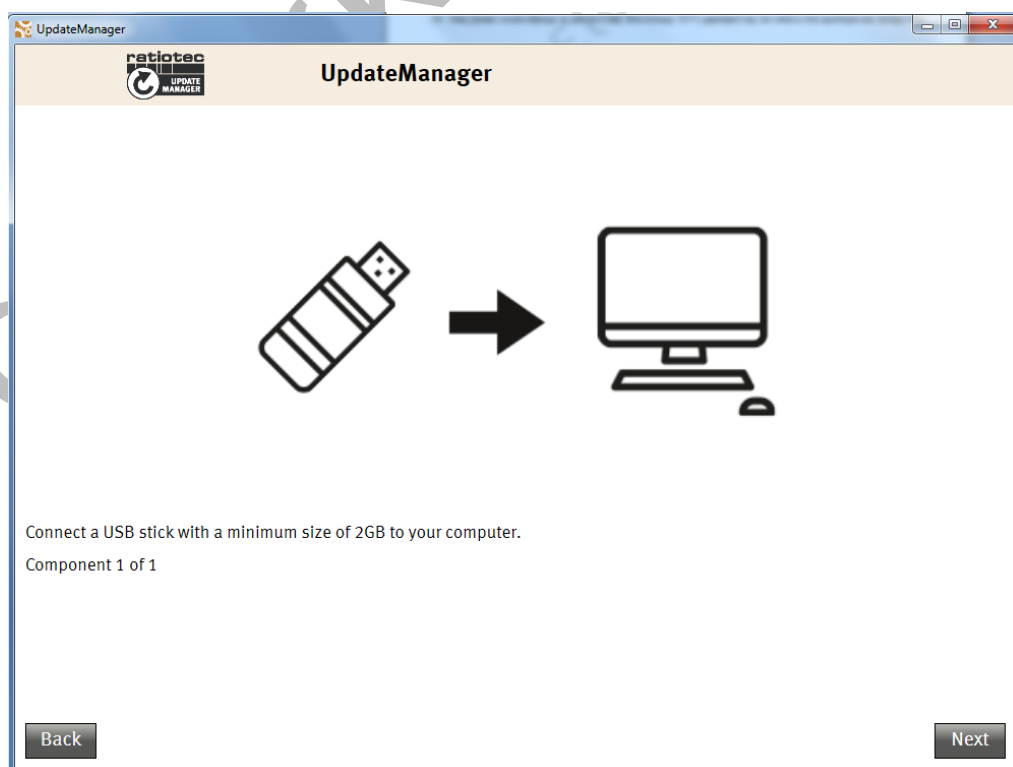 UpdateManager
ratiotec
UPDATE
MANAGER
UpdateManager
Connect a USB stick with a minimum size of 2GB to your computer.
Component 1 of 1
Back
Next